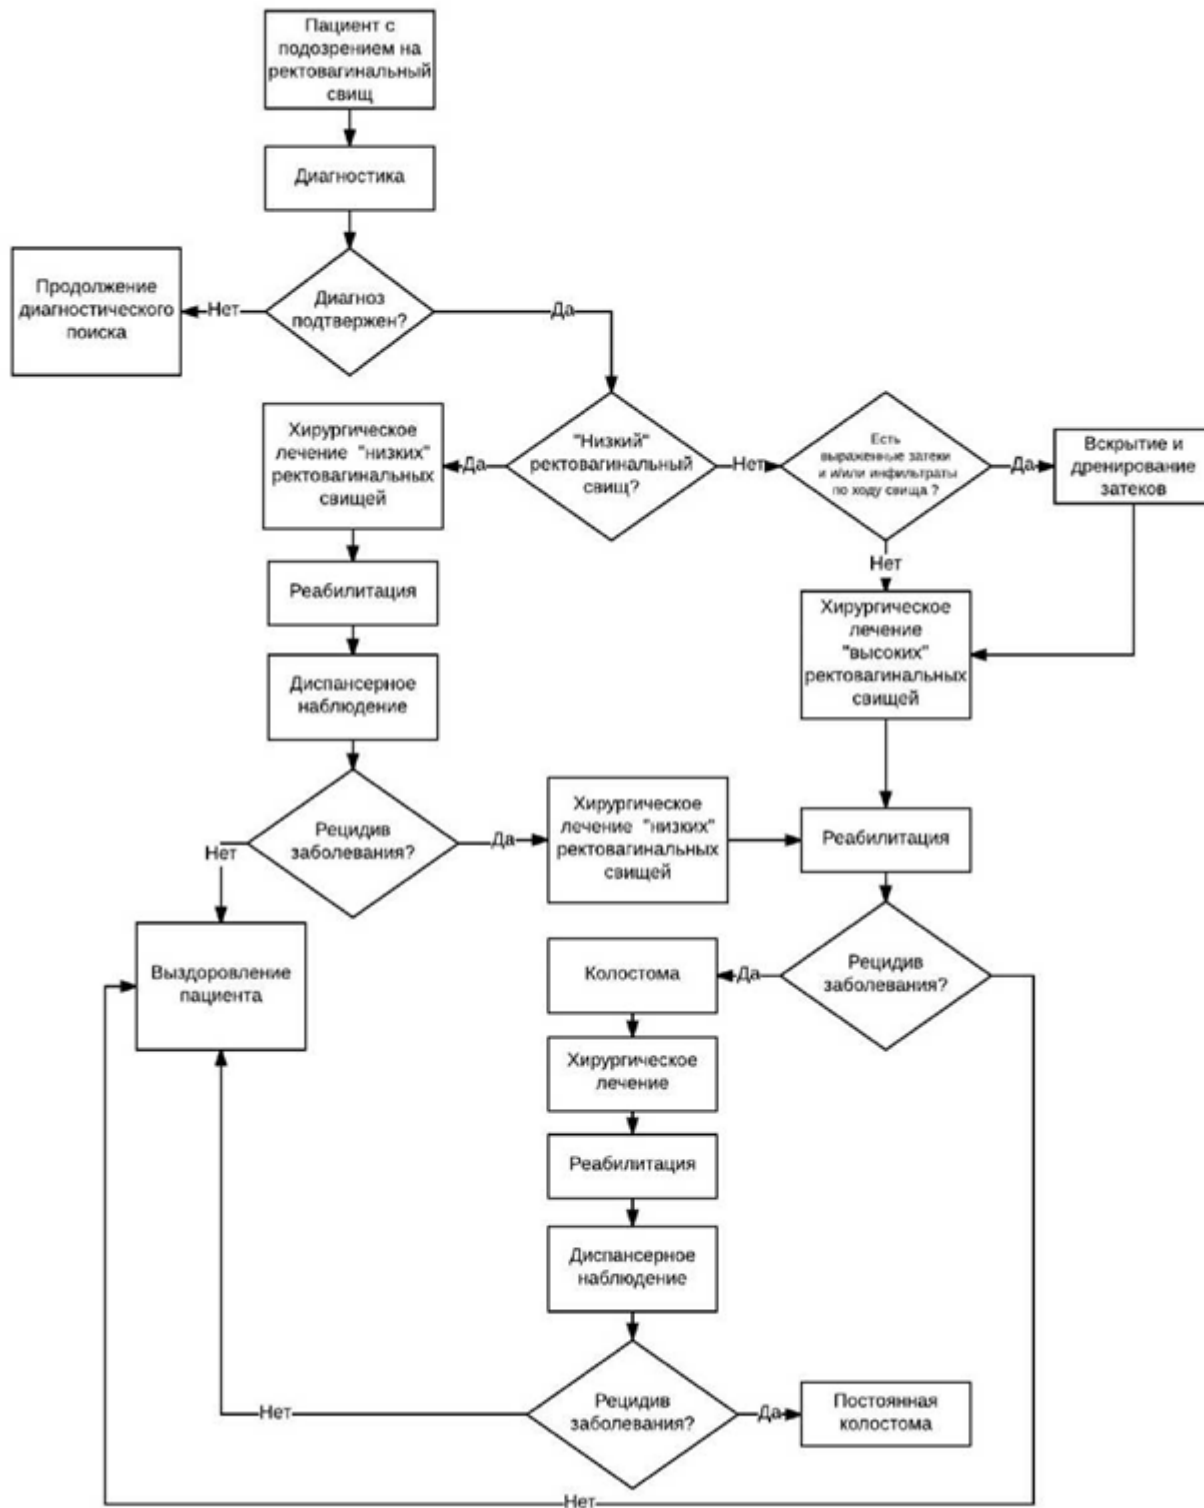 Пациент с
подозрением на
ректовагинальный
свищ
Диагностика
Диагноз
подтвержен?
Нет
Продолжение
диагностического
поиска
Да
"Низкий"
ректовагинальный
свищ?
Да
Хирургическое
лечение "низких"
ректовагинальных
свищей
Нет
Есть
выраженные затеки
и и/или инфильтраты
по ходу свища ?
Да
Вскрытие и
дренирование
затеков
Нет
Хирургическое
лечение
"высоких"
ректовагинальных
свищей
Реабилитация
Диспансерное
наблюдение
Рецидив
заболевания?
Нет
Да
Хирургическое
лечение "низких"
ректовагинальных
свищей
Реабилитация
Выздоровление
пациента
Рецидив
заболевания?
Да
Колостома
Хирургическое
лечение
Реабилитация
Диспансерное
наблюдение
Рецидив
заболевания?
Нет
Да
Постоянная
колостома
Нет